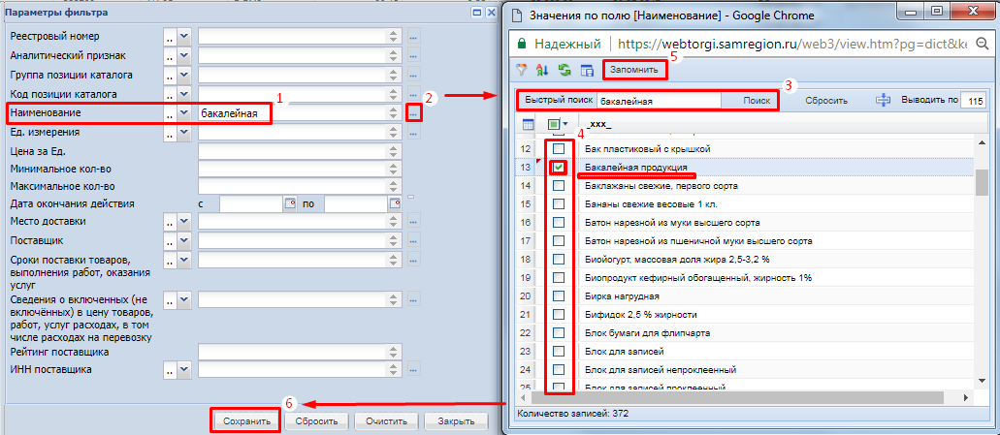 Параметры фильтра
Реестровый номер ..
Аналитический признак ..
Группа позиции каталога ..
Код позиции каталога ..
Наименование .. бакалейная 1 ... 2
Ед. измерения ..
Цена за Ед.
Минимальное кол-во
Максимальное кол-во
Дата окончания действия с по
Место доставки ..
Поставщик ..
Сроки поставки товаров, ..
выполнения работ, оказания
услуг
Сведения о включенных (не ..
включённых) в цену товаров,
работ, услуг расходах, в том
числе расходах на перевозку
Рейтинг поставщика
ИНН поставщика ..
6
Сохранить Сбросить Очистить Закрыть
Значения по полю [Наименование] - Google Chrome
Надежный https://webtorgi.samregion.ru/web3/view.htm?pg=dict&ke
Запомнить 5
Быстрый поиск бакалейная Поиск 3 Сбросить Выводить по 115
_xxx_
4
12 Бак пластиковый с крышкой
13 Бакалейная продукция
14 Баклажаны свежие, первого сорта
15 Бананы свежие весовые 1 кл.
16 Батон нарезной из муки высшего сорта
17 Батон нарезной из пшеничной муки высшего сорта
18 Биойогурт, массовая доля жира 2,5-3,2 %
19 Биопродукт кефирный обогащенный, жирность 1%
20 Бирка нагрудная
21 Бифидок 2,5 % жирности
22 Блок бумаги для флипчарта
23 Блок для записей
24 Блок для записей непроклеенный
25 Блок для записей проклеенный
Количество записей: 372